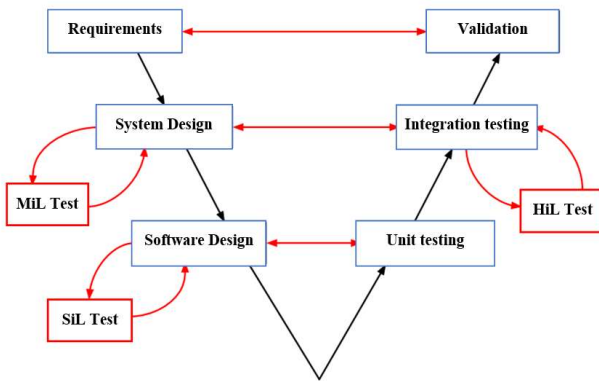 Requirements
Validation
System Design
Integration testing
MiL Test
HiL Test
Software Design
Unit testing
SiL Test